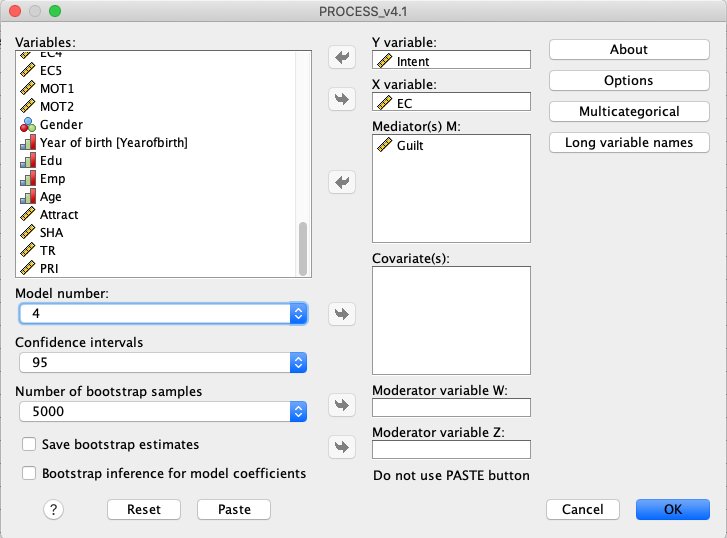 PROCESS_v4.1
Variables:
EC4
EC5
MOT1
MOT2
Gender
Year of birth [Yearofbirth]
Edu
Emp
Age
Attract
SHA
TR
PRI
Model number:
4
Confidence intervals
95
Number of bootstrap samples
5000
Save bootstrap estimates
Bootstrap inference for model coefficients
Y variable:
Intent
X variable:
EC
Mediator(s) M:
Guilt
Covariate(s):
Moderator variable W:
Moderator variable Z:
Do not use PASTE button
About
Options
Multicategorical
Long variable names
?
Reset
Paste
Cancel
OK